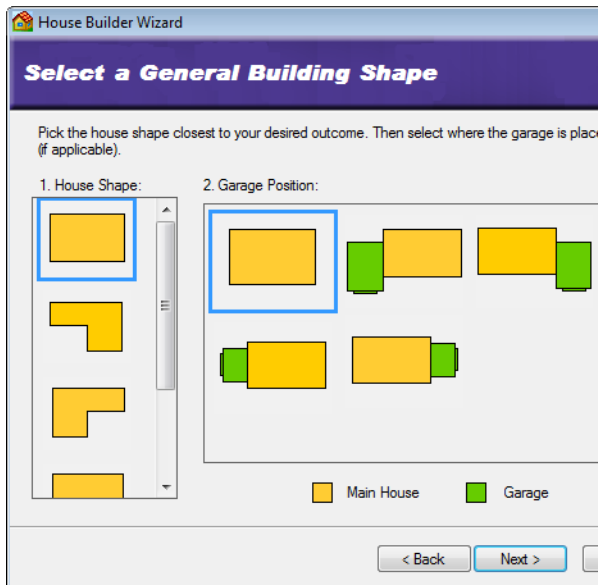 House Builder Wizard
Select a General Building Shape
Pick the house shape closest to your desired outcome. Then select where the garage is place
(if applicable).
1. House Shape:
2. Garage Position:
Main House
Garage
< Back
Next >